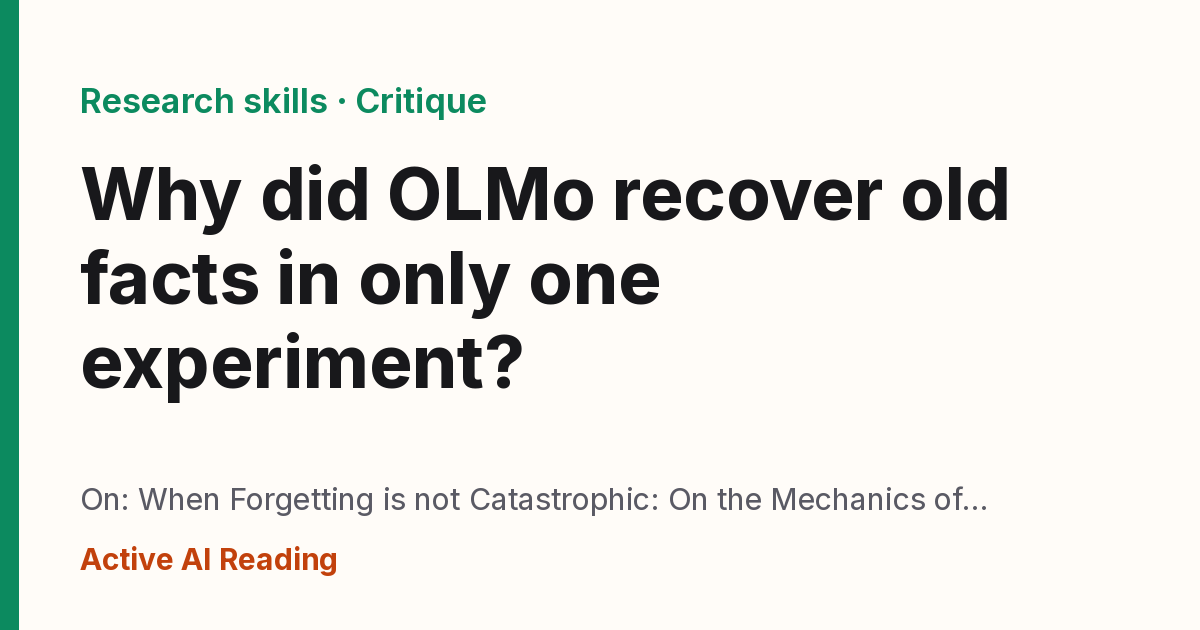 Research skills · Critique
Why did OLMo recover old
facts in only one
experiment?
On: When Forgetting is not Catastrophic: On the Mechanics of…
Active AI Reading